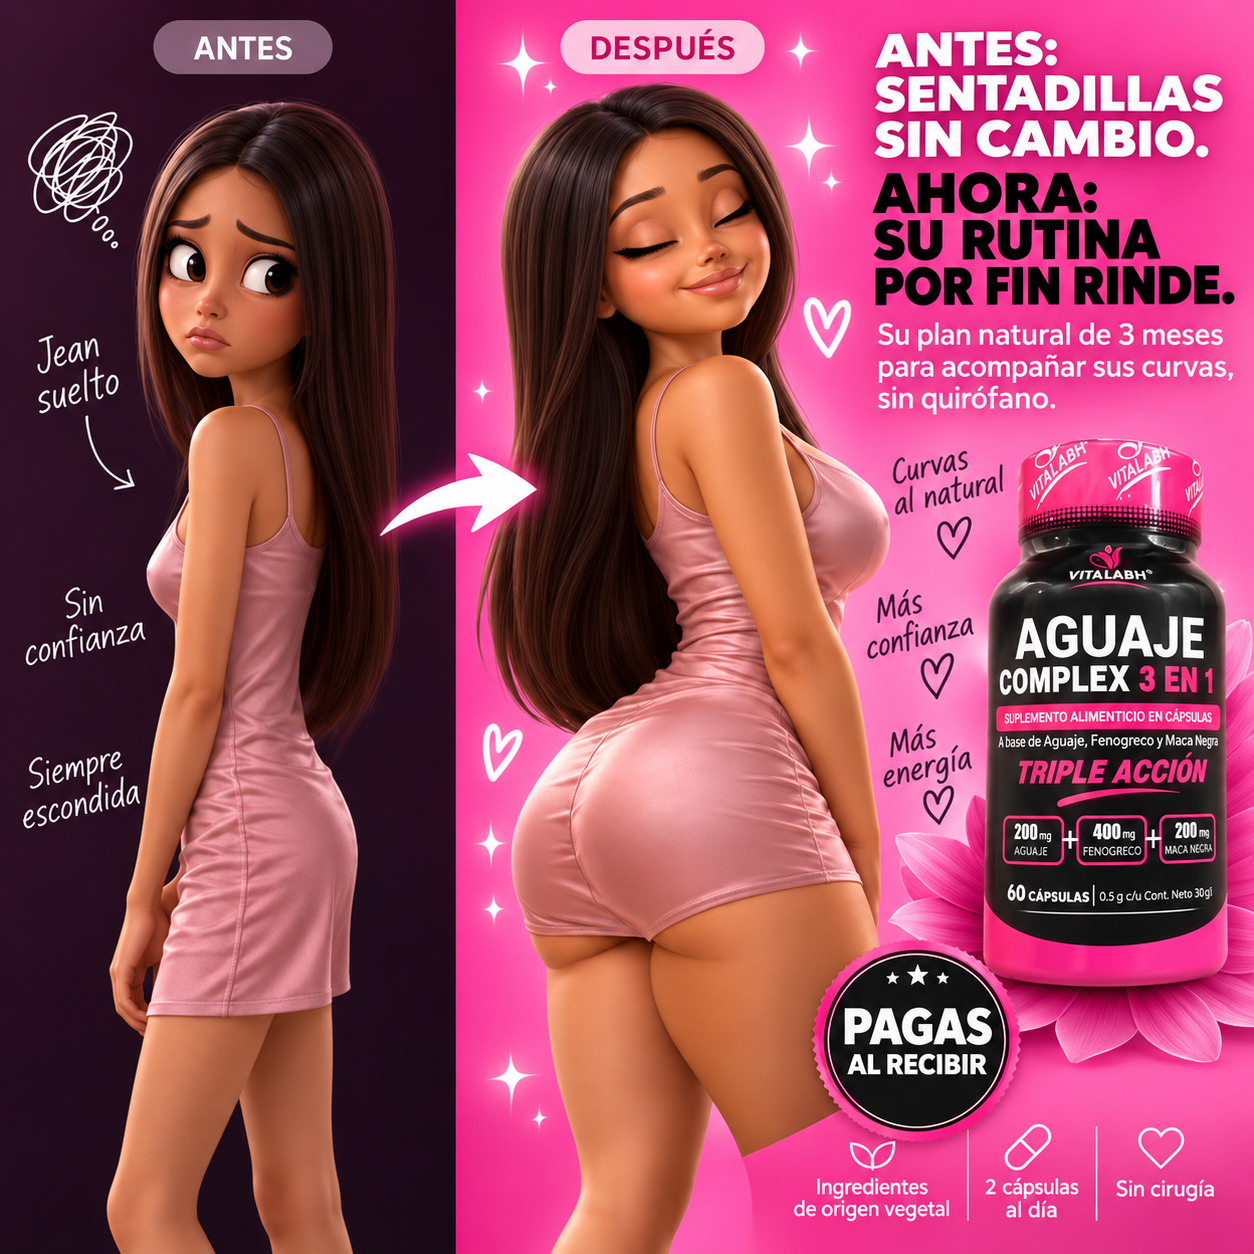 ANTES
DESPUÉS
ANTES:
SENTADILLAS
SIN CAMBIO.
AHORA:
SU RUTINA
POR FIN RINDE.
Su plan natural de 3 meses
para acompañar sus curvas,
sin quirófano.
Jean
suelto
Sin
confianza
Siempre
escondida
Curvas
al natural
Más
confianza
Más
energía
VITALABH
VITALABH
VITALABH®
AGUAJE
COMPLEX 3 EN 1
SUPLEMENTO ALIMENTICIO EN CÁPSULAS
A base de Aguaje, Fenogreco y Maca Negra
TRIPLE ACCIÓN
200 mg + 400 mg + 200 mg
AGUAJE FENOGRECO MACA NEGRA
60 CÁPSULAS | 0.5 g c/u Cont. Neto 30 g
PAGAS
AL RECIBIR
Ingredientes
de origen vegetal
2 cápsulas
al día
Sin cirugía